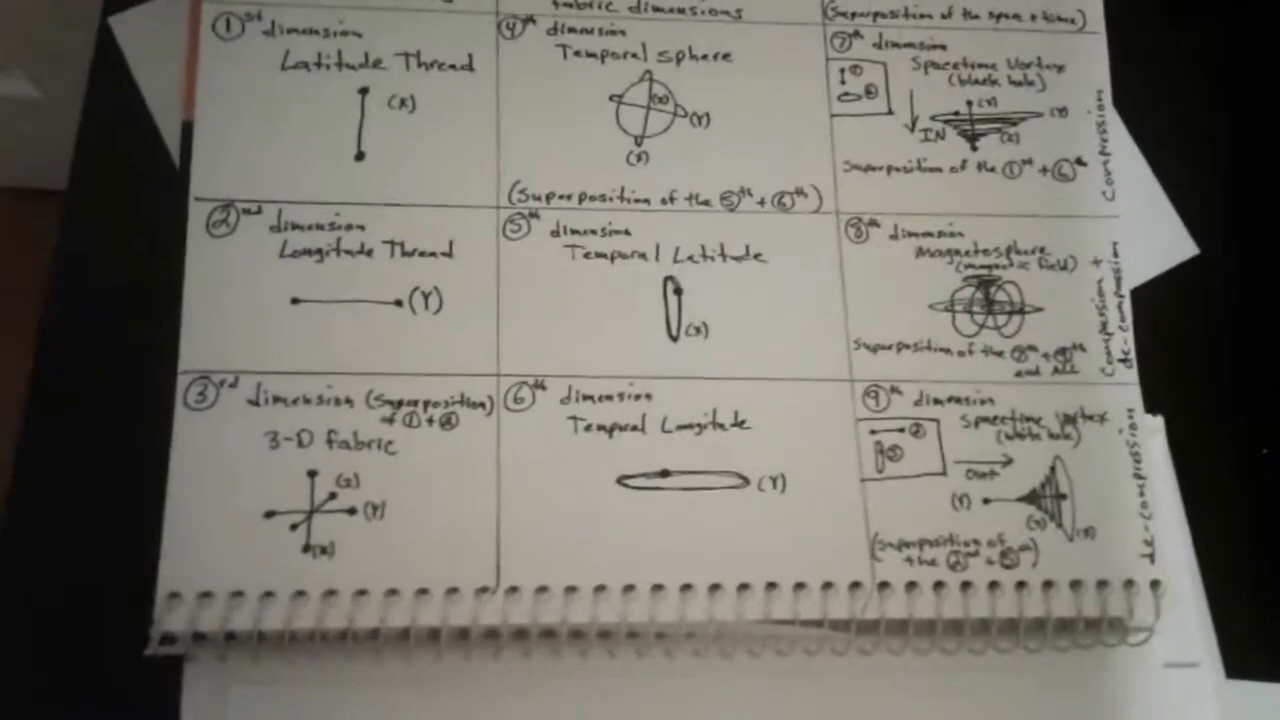 fabric dimensions
(Superposition of the space + time)
1st dimension
Latitude Thread
(X)
2nd dimension
Longitude Thread
(Y)
3rd dimension (Superposition)
of 1 + 2
3-D fabric
(Z)
(Y)
(X)
4th dimension
Temporal sphere
(Y)
(X)
(Superposition of the 5th + 6th)
5th dimension
Temporal Latitude
(X)
6th dimension
Temporal Longitude
(Y)
7th dimension
Spacetime Vortex
(black hole)
1
IN
(Y)
(Z)
Superposition of the 1st + 6th
compression
8th dimension
Magnetosphere
(magnetic field)
Superposition of the
and ALL
Compression +
de-compression
9th dimension
Spacetime Vortex
(white hole)
2
5
Out
(Y)
(Superposition of
the 2nd + 5th)
de-compression